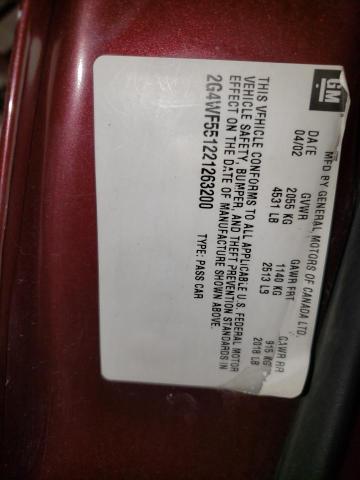 GM
MFD BY GENERAL MOTORS OF CANADA LTD.
DATE GVWR GAWR FRT GAWR RR
04/02 2055 KG 1140 KG 915 KG
4531 LB 2513 LB 2018 LB
THIS VEHICLE CONFORMS TO ALL APPLICABLE U.S. FEDERAL MOTOR
VEHICLE SAFETY, BUMPER, AND THEFT PREVENTION STANDARDS IN
EFFECT ON THE DATE OF MANUFACTURE SHOWN ABOVE.
2G4WF551221263200 TYPE: PASS CAR